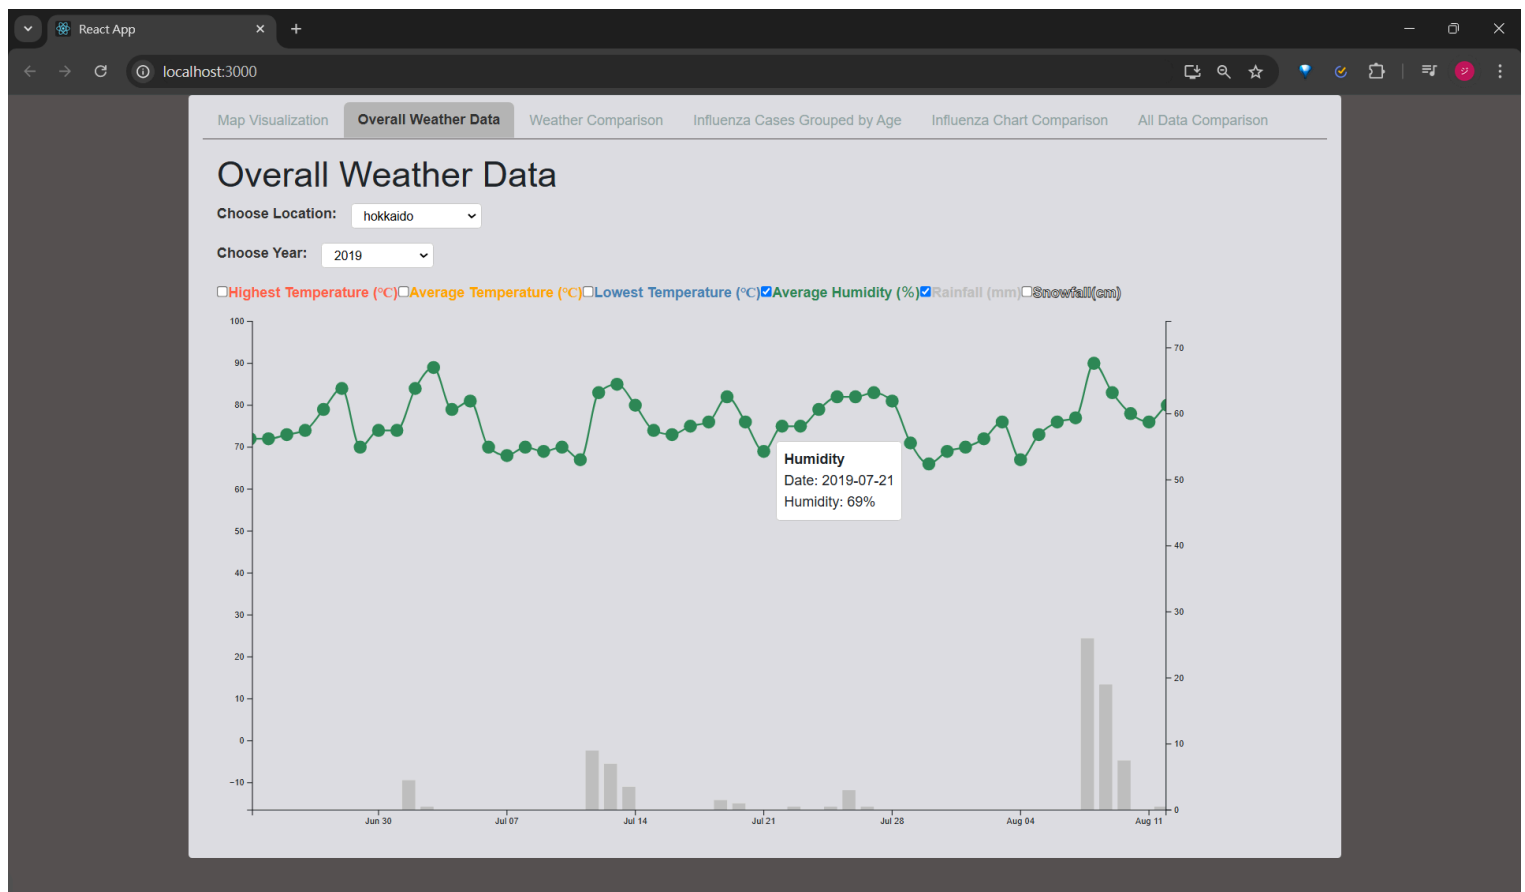 React App
localhost:3000
ジ
Map Visualization Overall Weather Data Weather Comparison Influenza Cases Grouped by Age Influenza Chart Comparison All Data Comparison
Overall Weather Data
Choose Location: hokkaido
Choose Year: 2019
Highest Temperature (℃) Average Temperature (℃) Lowest Temperature (℃) Average Humidity (%) Rainfall (mm) Snowfall(cm)
100
90
80
70
60
50
40
30
20
10
0
−10
70
60
50
40
30
20
10
0
Humidity
Date: 2019-07-21
Humidity: 69%
Jun 30 Jul 07 Jul 14 Jul 21 Jul 28 Aug 04 Aug 11